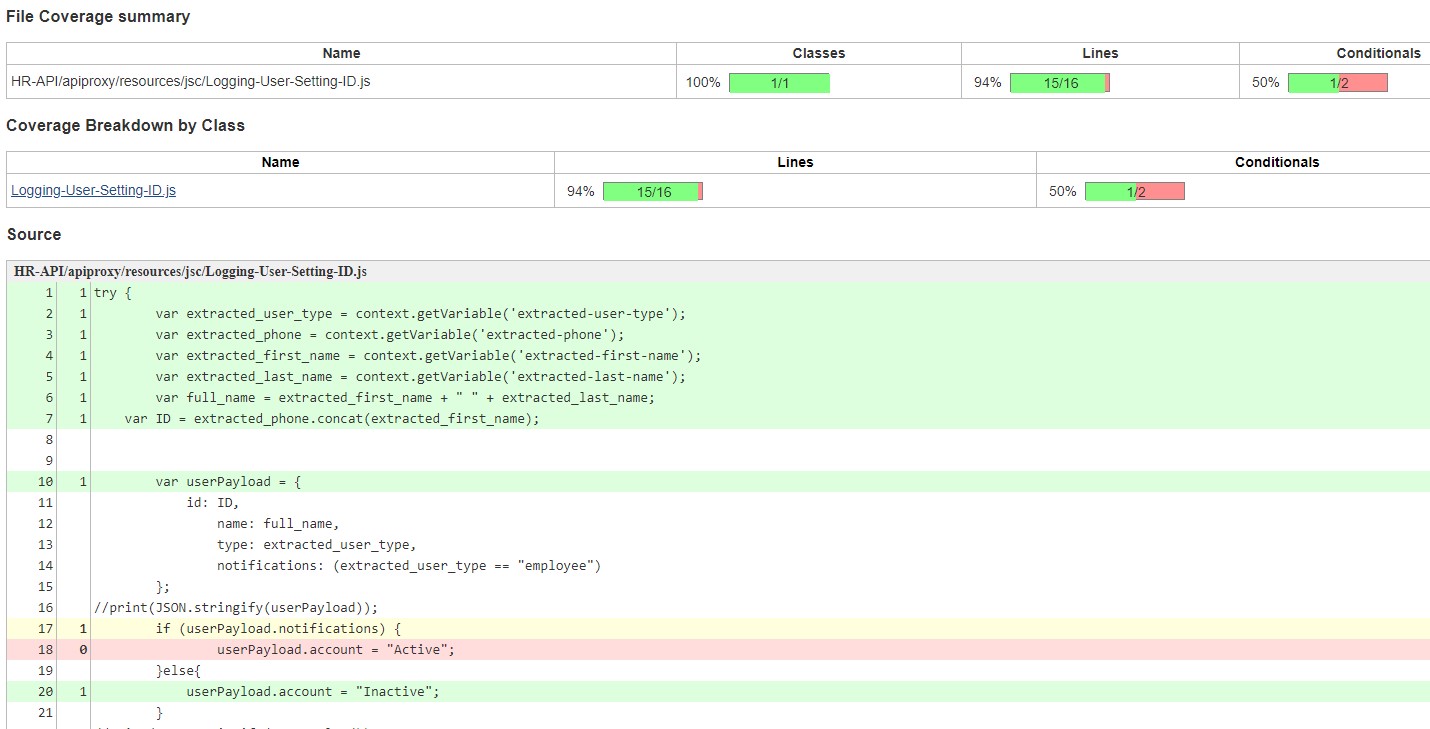 File Coverage summary
Name Classes Lines Conditionals
HR-API/apiproxy/resources/jsc/Logging-User-Setting-ID.js 100% 1/1 94% 15/16 50% 1/2
Coverage Breakdown by Class
Name Lines Conditionals
Logging-User-Setting-ID.js 94% 15/16 50% 1/2
Source
HR-API/apiproxy/resources/jsc/Logging-User-Setting-ID.js
1 1 try {
2 1 var extracted_user_type = context.getVariable('extracted-user-type');
3 1 var extracted_phone = context.getVariable('extracted-phone');
4 1 var extracted_first_name = context.getVariable('extracted-first-name');
5 1 var extracted_last_name = context.getVariable('extracted-last-name');
6 1 var full_name = extracted_first_name + " " + extracted_last_name;
7 1 var ID = extracted_phone.concat(extracted_first_name);
8
9
10 1 var userPayload = {
11 id: ID,
12 name: full_name,
13 type: extracted_user_type,
14 notifications: (extracted_user_type == "employee")
15 };
16 //print(JSON.stringify(userPayload));
17 1 if (userPayload.notifications) {
18 0 userPayload.account = "Active";
19 }else{
20 1 userPayload.account = "Inactive";
21 }